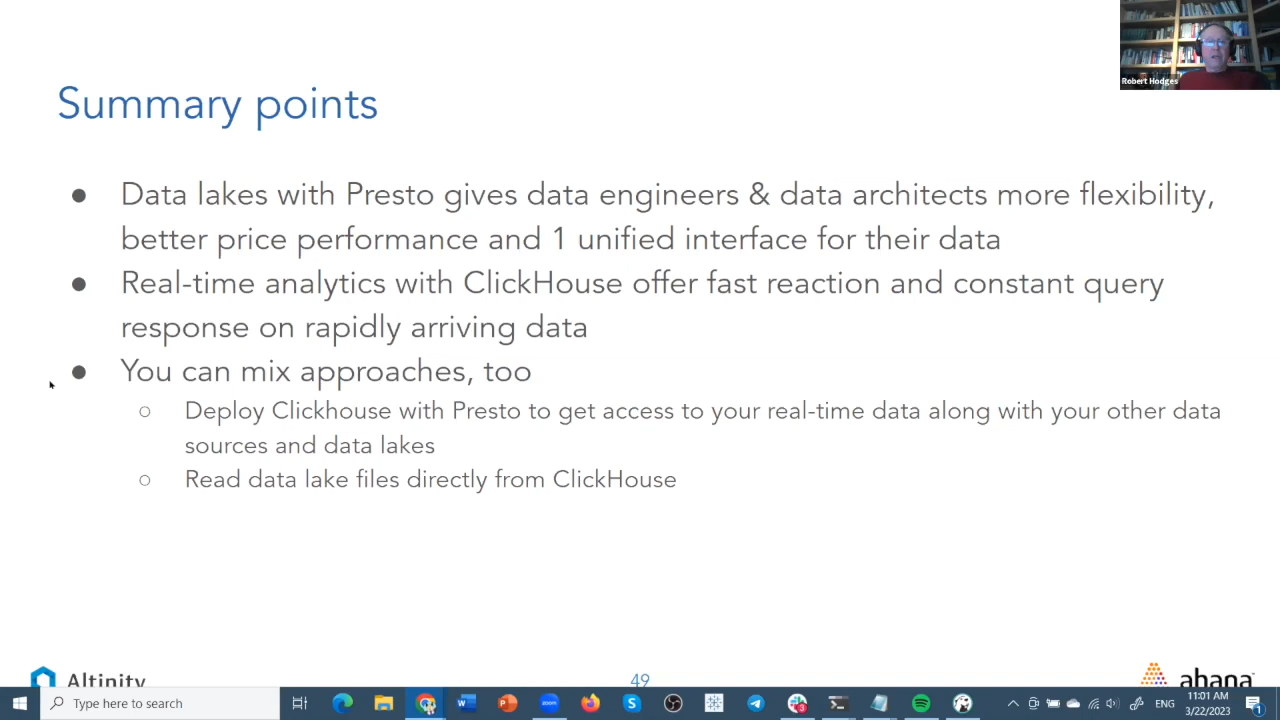 Robert Hodges
Summary points
● Data lakes with Presto gives data engineers & data architects more flexibility,
better price performance and 1 unified interface for their data
● Real-time analytics with ClickHouse offer fast reaction and constant query
response on rapidly arriving data
● You can mix approaches, too
○ Deploy Clickhouse with Presto to get access to your real-time data along with your other data
sources and data lakes
○ Read data lake files directly from ClickHouse
Altinity
49
ahana
Type here to search
zoom
3
ENG
11:01 AM
3/22/2023
1